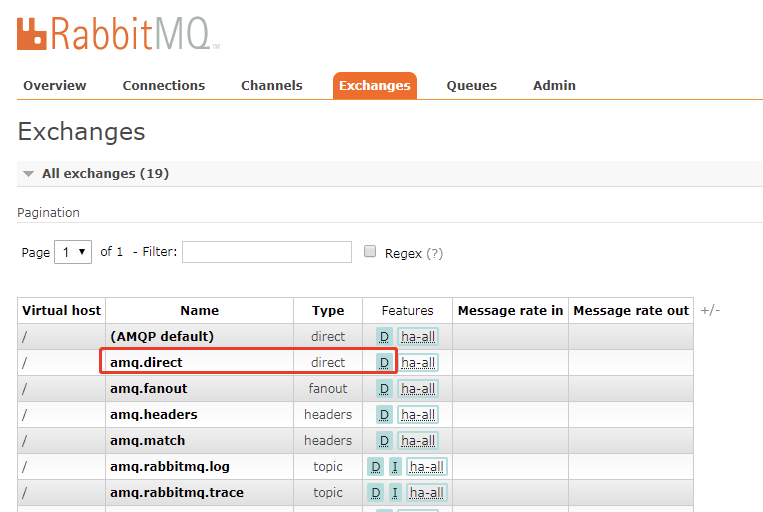 RabbitMQ™
Overview Connections Channels Exchanges Queues Admin
Exchanges
All exchanges (19)
Pagination
Page 1 of 1 - Filter: Regex (?)
Virtual host Name Type Features Message rate in Message rate out +/-
/ (AMQP default) direct D ha-all
/ amq.direct direct D ha-all
/ amq.fanout fanout D ha-all
/ amq.headers headers D ha-all
/ amq.match headers D ha-all
/ amq.rabbitmq.log topic D I ha-all
/ amq.rabbitmq.trace topic D I ha-all